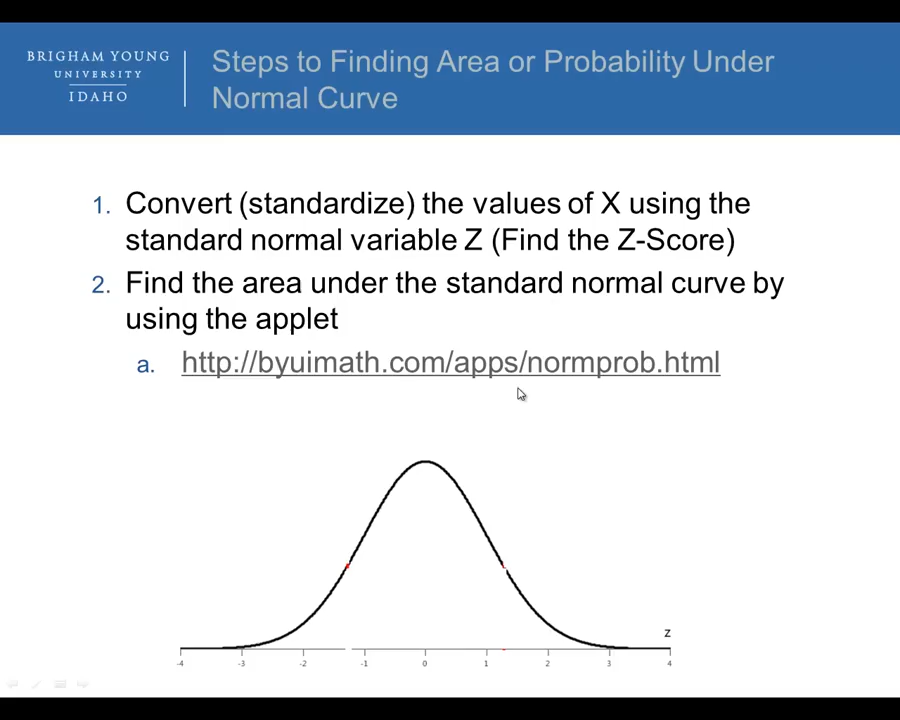 BRIGHAM YOUNG
UNIVERSITY
IDAHO
Steps to Finding Area or Probability Under
Normal Curve
1. Convert (standardize) the values of X using the
standard normal variable Z (Find the Z-Score)
2. Find the area under the standard normal curve by
using the applet
a. http://byuimath.com/apps/normprob.html
z
-4 -3 -2 -1 0 1 2 3 4